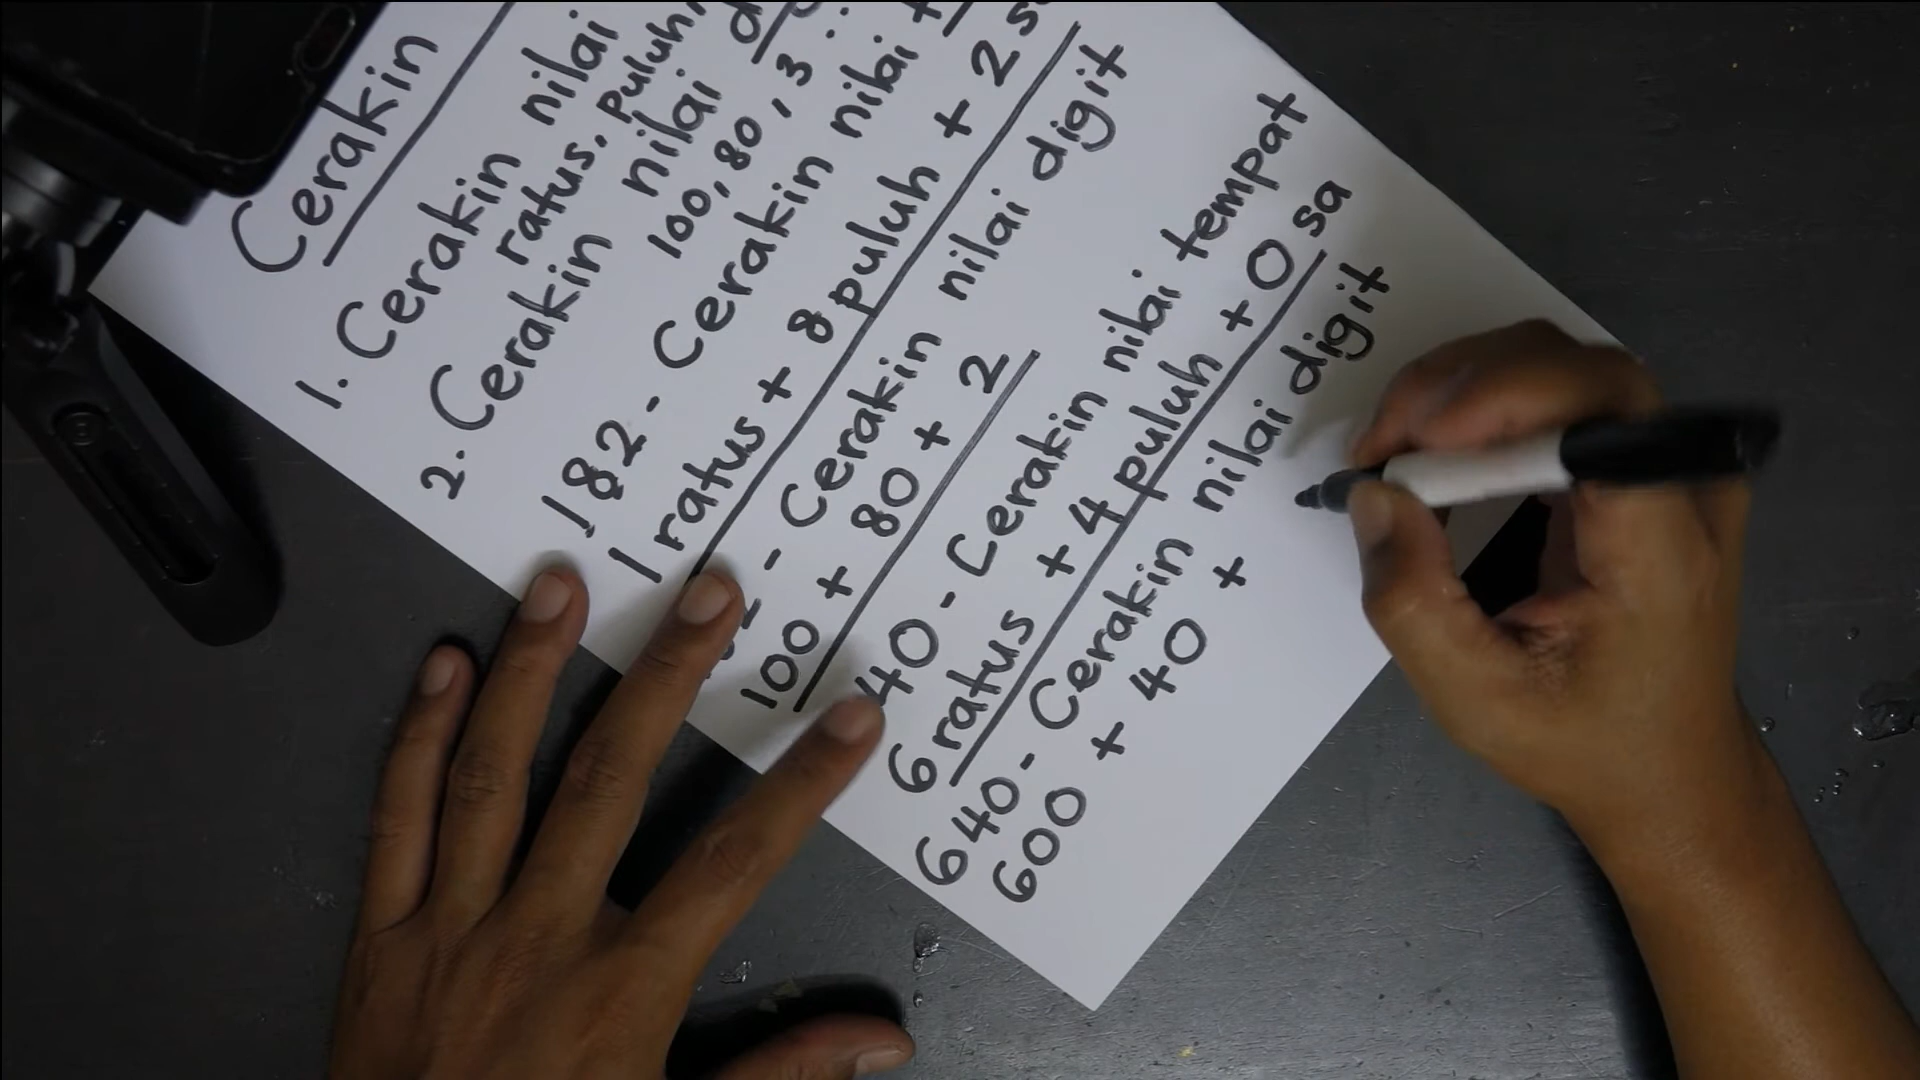 Cerakin
1. Cerakin nilai
ratus, puluh
2. Cerakin nilai
100, 80, 3
182 - Cerakin nilai
1 ratus + 8 puluh + 2
- Cerakin nilai digit
100 + 80 + 2
40 - Cerakin nilai tempat
6 ratus + 4 puluh + 0 sa
640 - Cerakin nilai digit
600 + 40 +